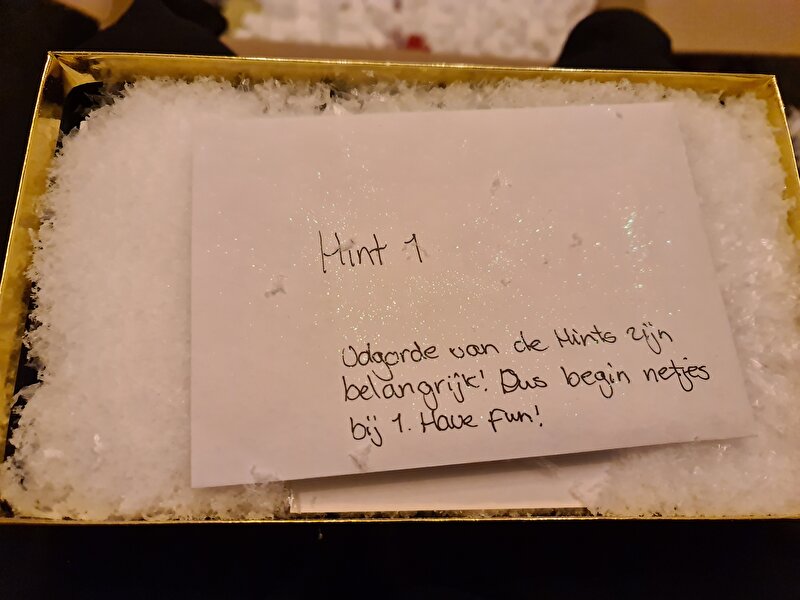 Hint 1
Volgorde van de Hints zijn
belangrijk! Dus begin netjes
bij 1. Have fun!